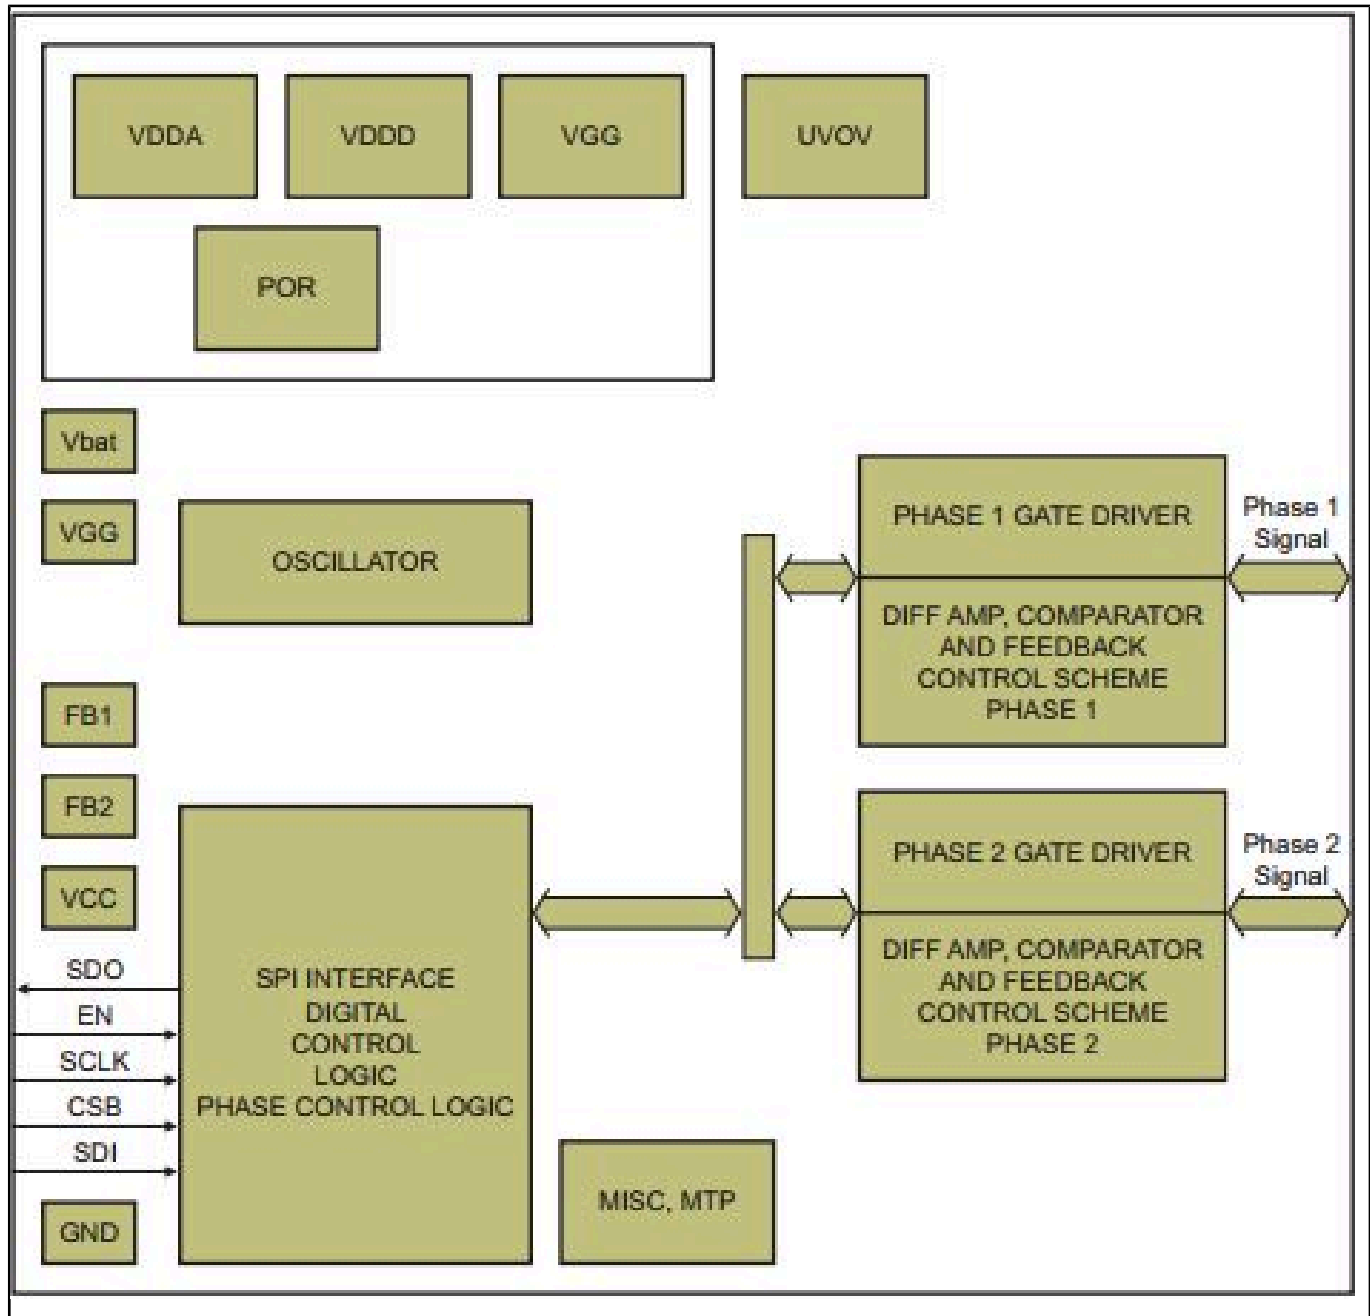 VDDA
VDDD
VGG
UVOV
POR
Vbat
VGG
OSCILLATOR
PHASE 1 GATE DRIVER
Phase 1
Signal
DIFF AMP, COMPARATOR
AND FEEDBACK
CONTROL SCHEME
PHASE 1
FB1
FB2
VCC
PHASE 2 GATE DRIVER
Phase 2
Signal
DIFF AMP, COMPARATOR
AND FEEDBACK
CONTROL SCHEME
PHASE 2
SDO
EN
SCLK
CSB
SDI
SPI INTERFACE
DIGITAL
CONTROL
LOGIC
PHASE CONTROL LOGIC
MISC, MTP
GND